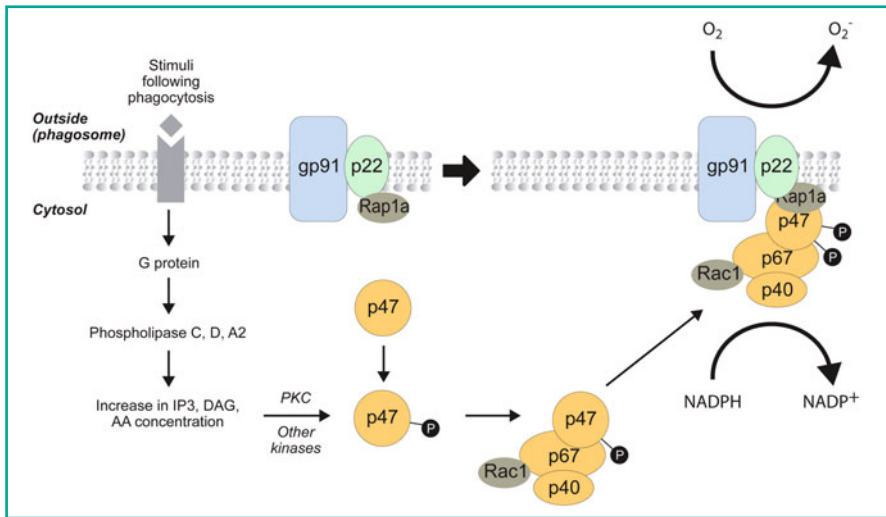 Stimuli
following
phagocytosis
Outside
(phagosome)
Cytosol
G protein
Phospholipase C, D, A2
Increase in IP3, DAG,
AA concentration
PKC
Other
kinases
gp91
p22
Rap1a
p47
p47
P
p47
P
p67
Rac1
p40
O2
O2-
gp91
p22
Rap1a
p47
P
P
p67
Rac1
p40
NADPH
NADP+